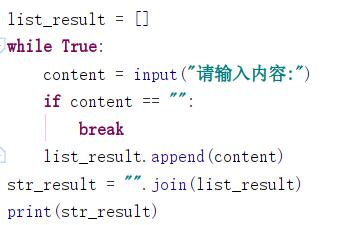 list_result = []
while True:
    content = input("请输入内容:")
    if content == "":
        break
    list_result.append(content)
str_result = "".join(list_result)
print(str_result)